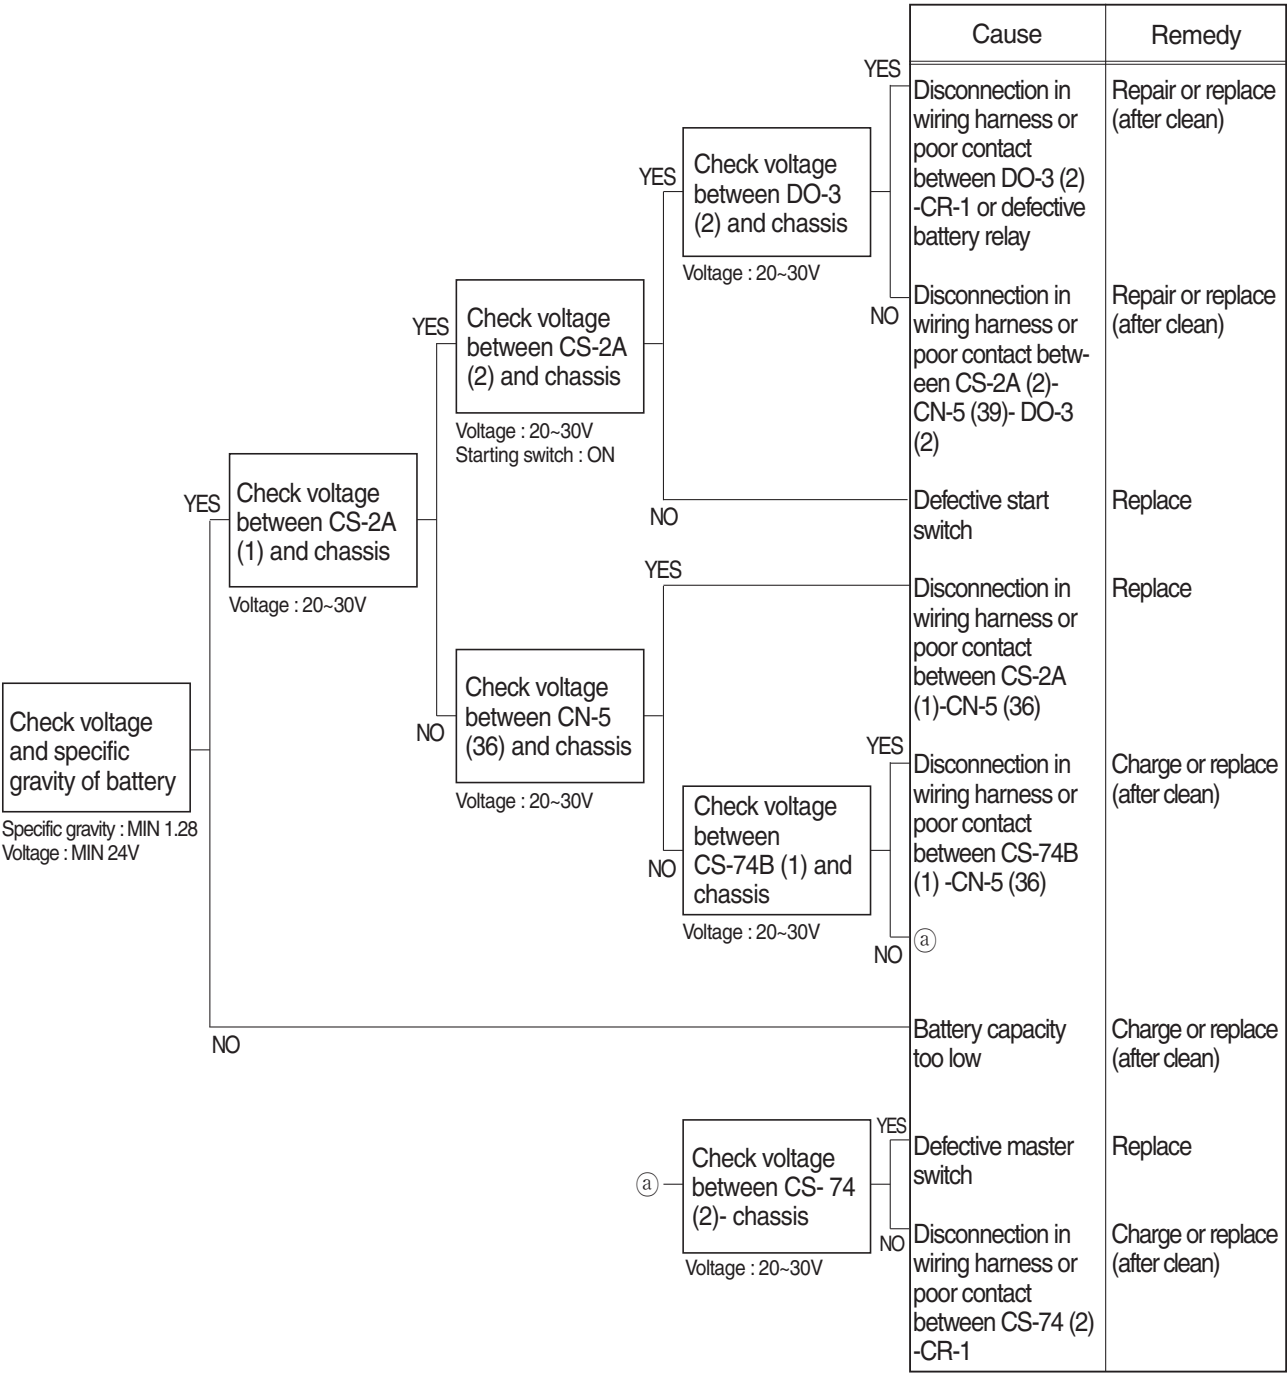 Cause
Remedy
YES
Disconnection in
wiring harness or
poor contact
between DO-3 (2)
-CR-1 or defective
battery relay
Repair or replace
(after clean)
YES
Check voltage
between DO-3
(2) and chassis
Voltage : 20~30V
NO
Disconnection in
wiring harness or
poor contact betw-
een CS-2A (2)-
CN-5 (39)- DO-3
(2)
Repair or replace
(after clean)
YES
Check voltage
between CS-2A
(2) and chassis
Voltage : 20~30V
Starting switch : ON
NO
Defective start
switch
Replace
YES
Check voltage
between CS-2A
(1) and chassis
Voltage : 20~30V
YES
Disconnection in
wiring harness or
poor contact
between CS-2A
(1)-CN-5 (36)
Replace
NO
Check voltage
between CN-5
(36) and chassis
Voltage : 20~30V
Check voltage
and specific
gravity of battery
Specific gravity : MIN 1.28
Voltage : MIN 24V
YES
Disconnection in
wiring harness or
poor contact
between CS-74B
(1) -CN-5 (36)
Charge or replace
(after clean)
NO
Check voltage
between
CS-74B (1) and
chassis
Voltage : 20~30V
NO
ⓐ
NO
Battery capacity
too low
Charge or replace
(after clean)
ⓐ
Check voltage
between CS- 74
(2)- chassis
Voltage : 20~30V
YES
Defective master
switch
Replace
NO
Disconnection in
wiring harness or
poor contact
between CS-74 (2)
-CR-1
Charge or replace
(after clean)